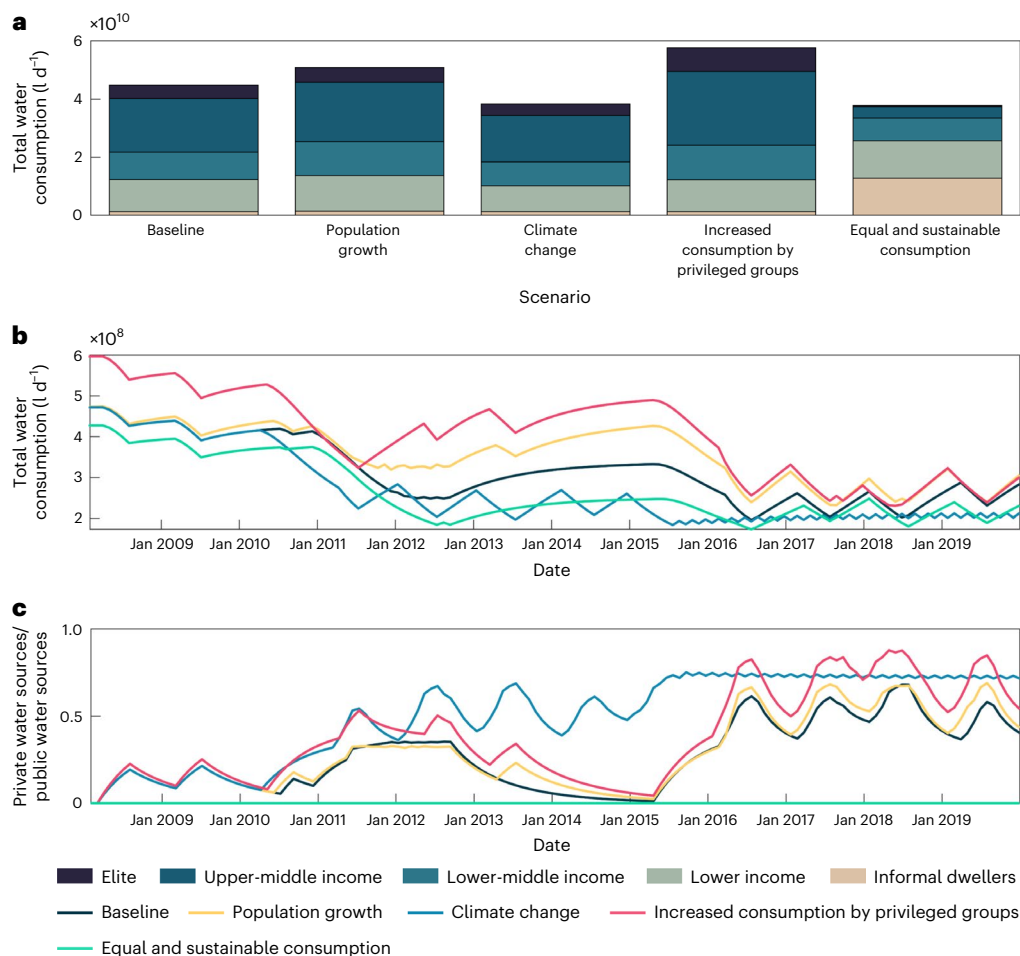 a
×10¹⁰
Total water
consumption (l d⁻¹)
6
4
2
0
Baseline
Population
growth
Climate
change
Increased
consumption by
privileged groups
Equal and sustainable
consumption
Scenario
b
×10⁸
Total water
consumption (l d⁻¹)
6
5
4
3
2
Jan 2009 Jan 2010 Jan 2011 Jan 2012 Jan 2013 Jan 2014 Jan 2015 Jan 2016 Jan 2017 Jan 2018 Jan 2019
Date
c
Private water sources/
public water sources
1.0
0.5
0
Jan 2009 Jan 2010 Jan 2011 Jan 2012 Jan 2013 Jan 2014 Jan 2015 Jan 2016 Jan 2017 Jan 2018 Jan 2019
Date
Elite Upper-middle income Lower-middle income Lower income Informal dwellers
Baseline Population growth Climate change Increased consumption by privileged groups
Equal and sustainable consumption